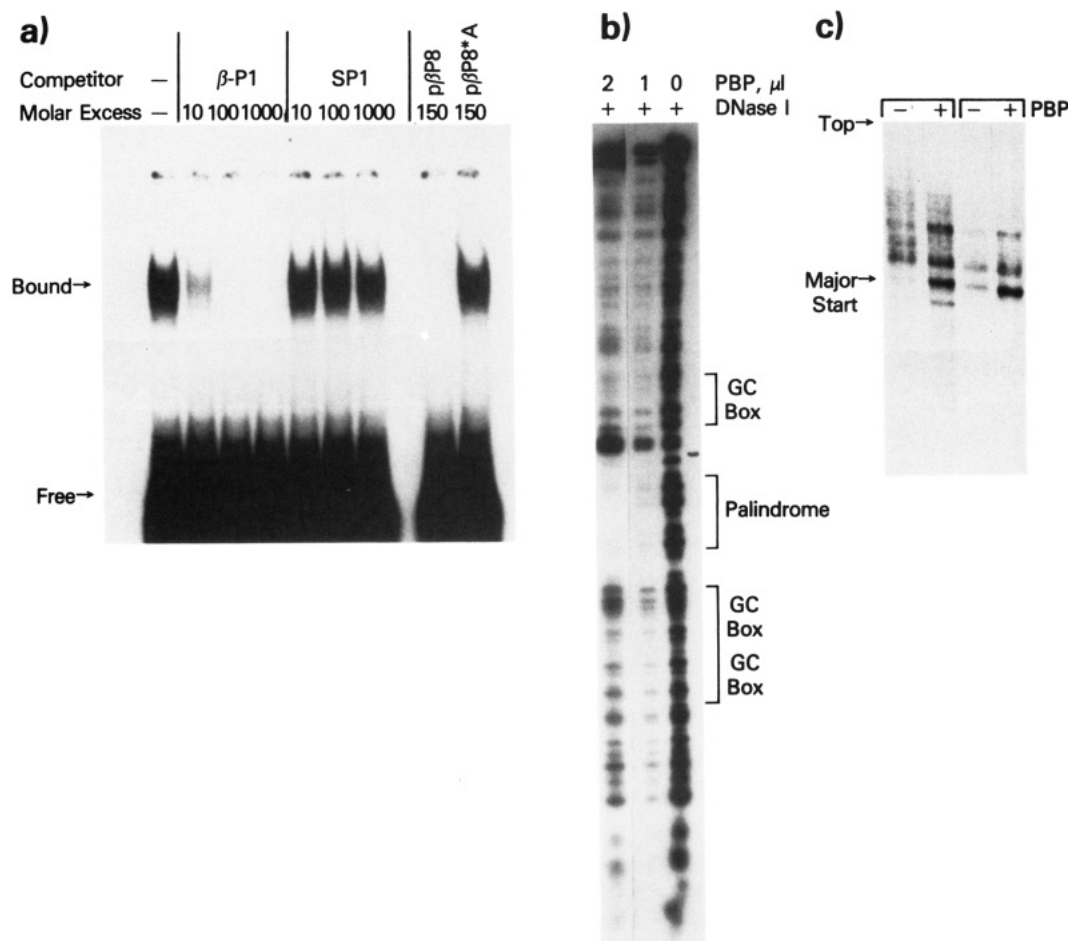 a)
Competitor – β-P1 SP1 pβP8 pβP8*A
Molar Excess – 10 100 1000 10 100 1000 150 150
Bound→
Free→
b)
2 1 0 PBP, μl
+ + + DNase I
GC
Box
Palindrome
GC
Box
GC
Box
c)
– + – + PBP
Top→
Major→
Start